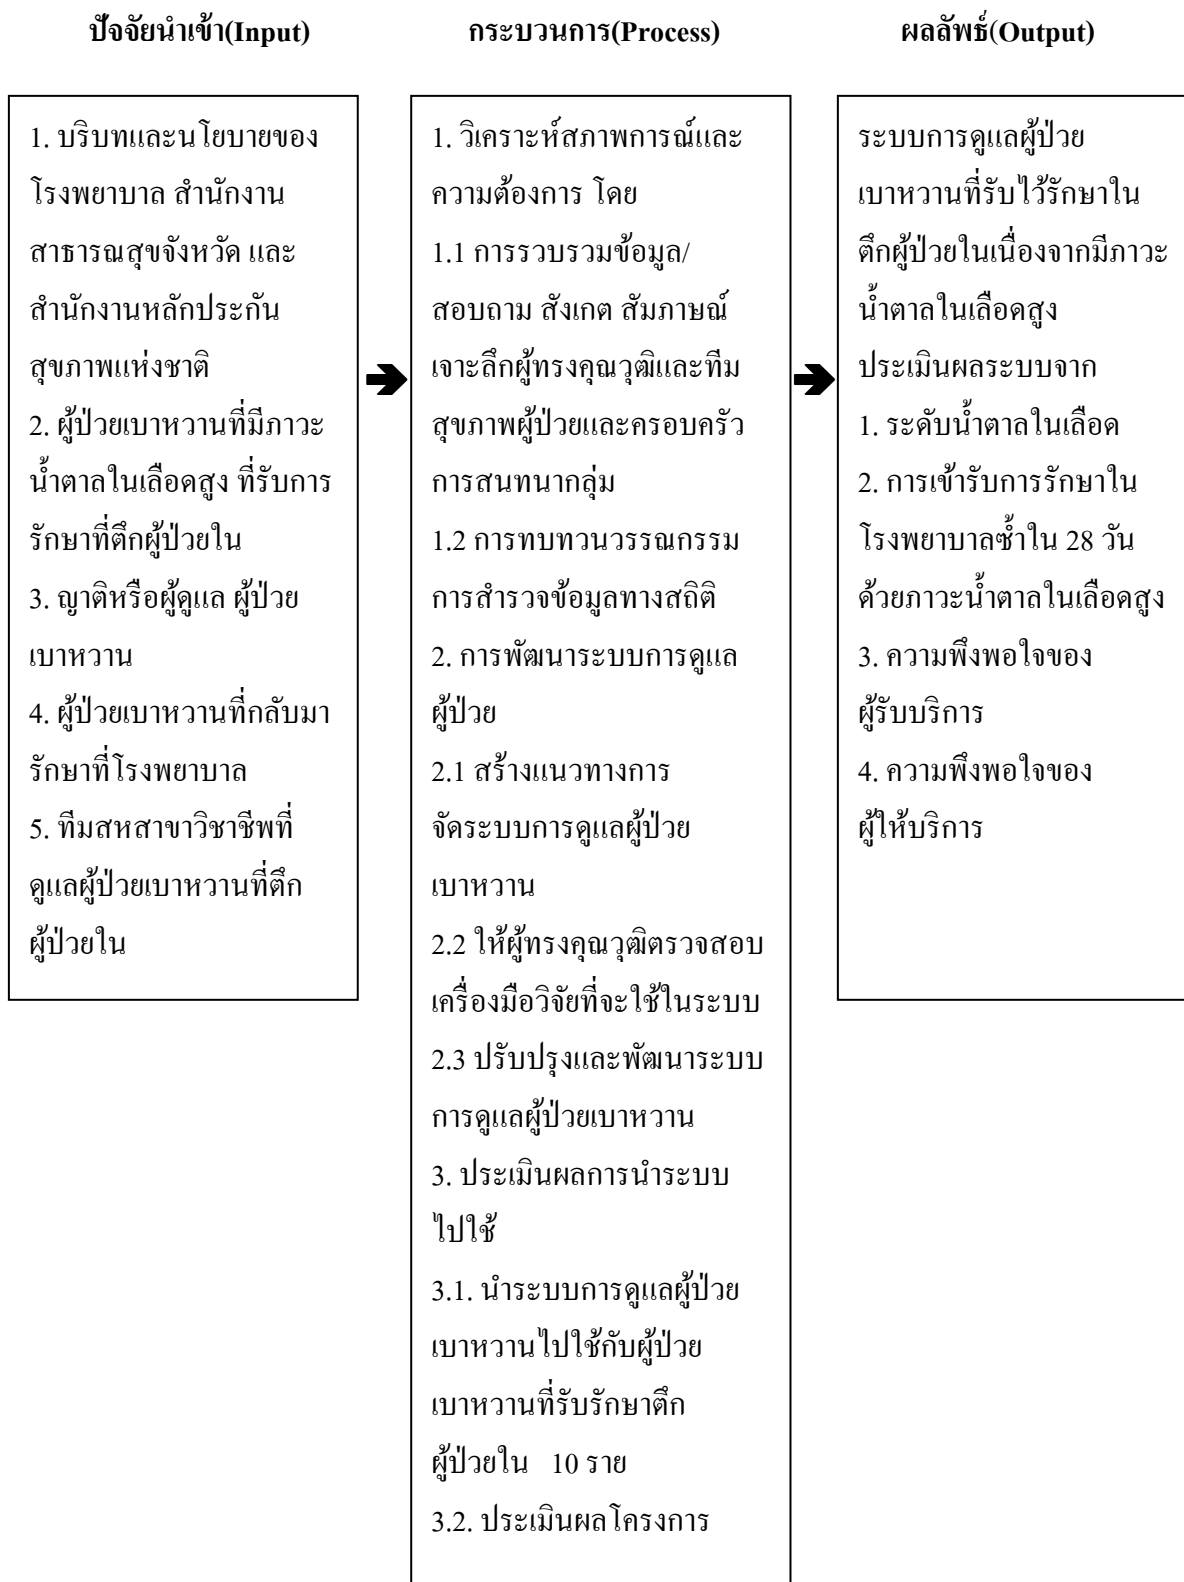 ปัจจัยนำเข้า(Input)
กระบวนการ(Process)
ผลลัพธ์(Output)
1. บริบทและนโยบายของ
โรงพยาบาล สำนักงาน
สาธารณสุขจังหวัด และ
สำนักงานหลักประกัน
สุขภาพแห่งชาติ
2. ผู้ป่วยเบาหวานที่มีภาวะ
น้ำตาลในเลือดสูง ที่รับการ
รักษาที่ตึกผู้ป่วยใน
3. ญาติหรือผู้ดูแล ผู้ป่วย
เบาหวาน
4. ผู้ป่วยเบาหวานที่กลับมา
รักษาที่โรงพยาบาล
5. ทีมสหสาขาวิชาชีพที่
ดูแลผู้ป่วยเบาหวานที่ตึก
ผู้ป่วยใน
1. วิเคราะห์สภาพการณ์และ
ความต้องการ โดย
1.1 การรวบรวมข้อมูล/
สอบถาม สังเกต สัมภาษณ์
เจาะลึกผู้ทรงคุณวุฒิและทีม
สุขภาพผู้ป่วยและครอบครัว
การสนทนากลุ่ม
1.2 การทบทวนวรรณกรรม
การสำรวจข้อมูลทางสถิติ
2. การพัฒนาระบบการดูแล
ผู้ป่วย
2.1 สร้างแนวทางการ
จัดระบบการดูแลผู้ป่วย
เบาหวาน
2.2 ให้ผู้ทรงคุณวุฒิตรวจสอบ
เครื่องมือวิจัยที่จะใช้ในระบบ
2.3 ปรับปรุงและพัฒนาระบบ
การดูแลผู้ป่วยเบาหวาน
3. ประเมินผลการนำระบบ
ไปใช้
3.1. นำระบบการดูแลผู้ป่วย
เบาหวานไปใช้กับผู้ป่วย
เบาหวานที่รับรักษาตึก
ผู้ป่วยใน 10 ราย
3.2. ประเมินผลโครงการ
ระบบการดูแลผู้ป่วย
เบาหวานที่รับไว้รักษาใน
ตึกผู้ป่วยในเนื่องจากมีภาวะ
น้ำตาลในเลือดสูง
ประเมินผลระบบจาก
1. ระดับน้ำตาลในเลือด
2. การเข้ารับการรักษาใน
โรงพยาบาลซ้ำใน 28 วัน
ด้วยภาวะน้ำตาลในเลือดสูง
3. ความพึงพอใจของ
ผู้รับบริการ
4. ความพึงพอใจของ
ผู้ให้บริการ